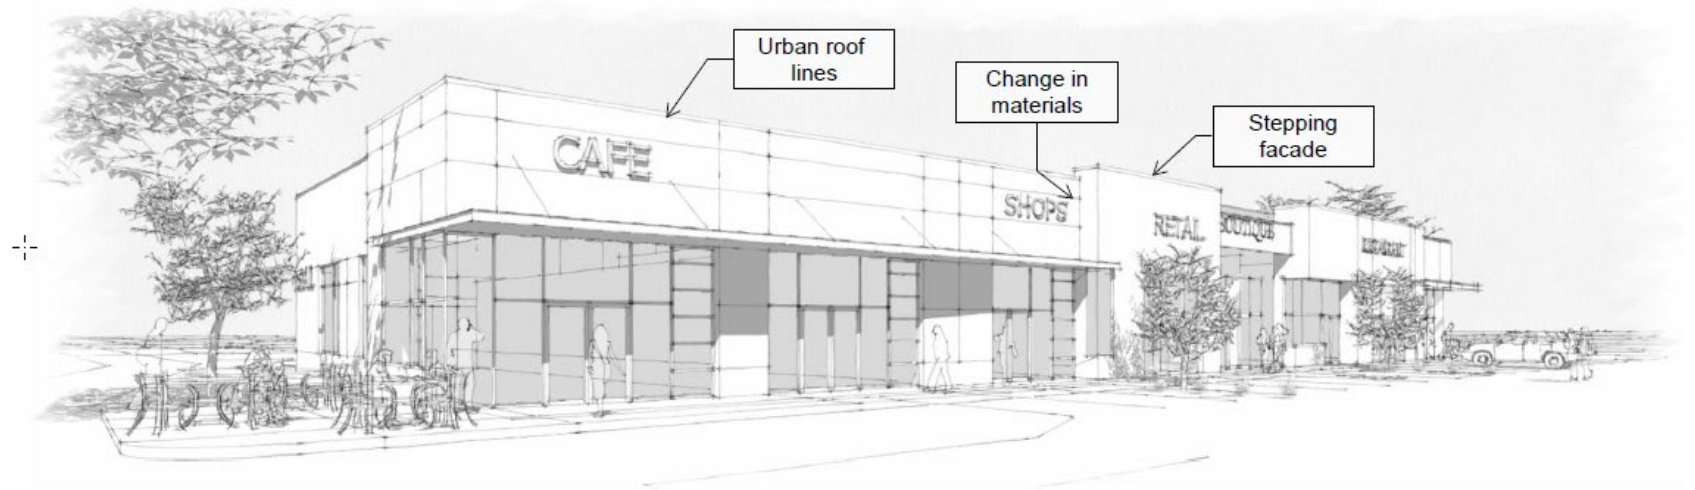 Urban roof
lines
Change in
materials
Stepping
facade
CAFE
SHOPS
RETAIL
BOUTIQUE